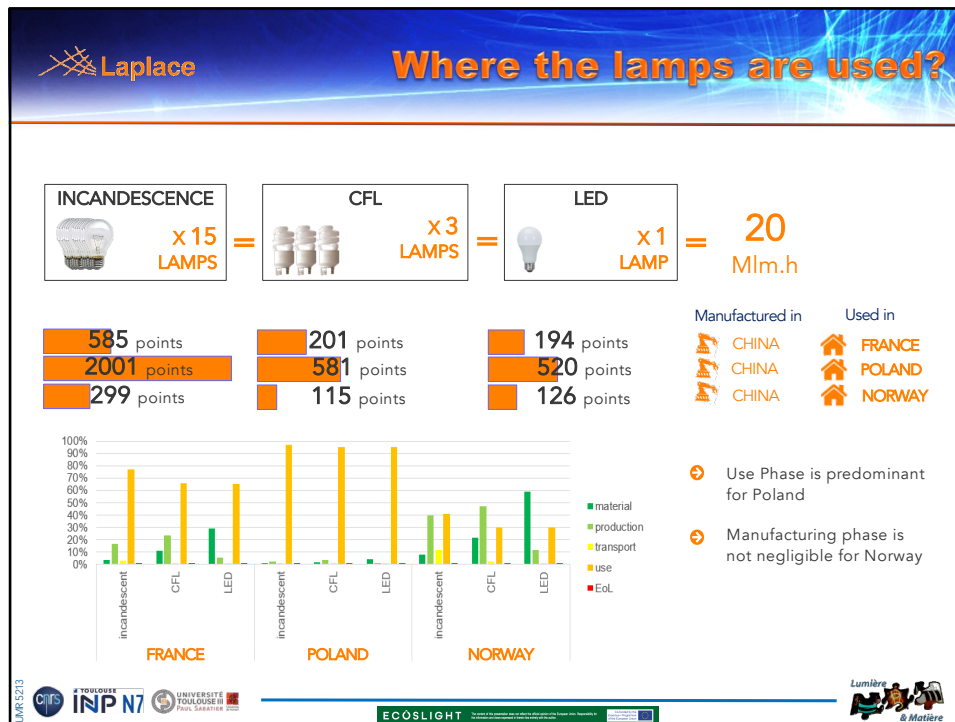 Laplace
Where the lamps are used?
INCANDESCENCE
x 15
LAMPS
=
CFL
x 3
LAMPS
=
LED
x 1
LAMP
=
20
Mlm.h
585 points
2001 points
299 points
201 points
581 points
115 points
194 points
520 points
126 points
Manufactured in Used in
CHINA FRANCE
CHINA POLAND
CHINA NORWAY
100%
90%
80%
70%
60%
50%
40%
30%
20%
10%
0%
incandescent
CFL
LED
incandescent
CFL
LED
incandescent
CFL
LED
FRANCE
POLAND
NORWAY
material
production
transport
use
EoL
Use Phase is predominant
for Poland
Manufacturing phase is
not negligible for Norway
UMR 5213
cnrs
TOULOUSE
INP N7
UNIVERSITÉ
TOULOUSE III
PAUL SABATIER
ECOSLIGHT
Lumière
& Matière